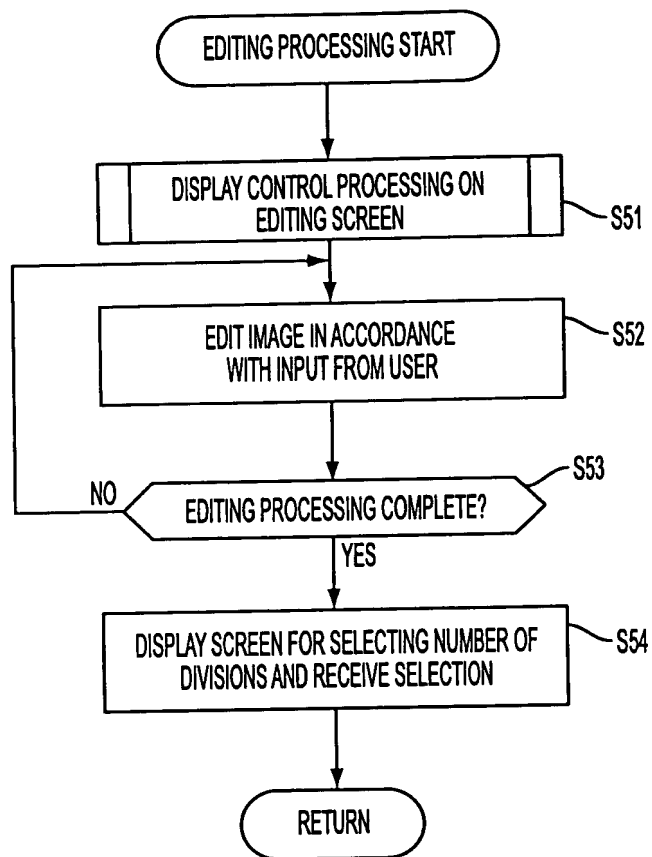 EDITING PROCESSING START
DISPLAY CONTROL PROCESSING ON
EDITING SCREEN
S51
EDIT IMAGE IN ACCORDANCE
WITH INPUT FROM USER
S52
EDITING PROCESSING COMPLETE?
S53
NO
YES
DISPLAY SCREEN FOR SELECTING NUMBER OF
DIVISIONS AND RECEIVE SELECTION
S54
RETURN